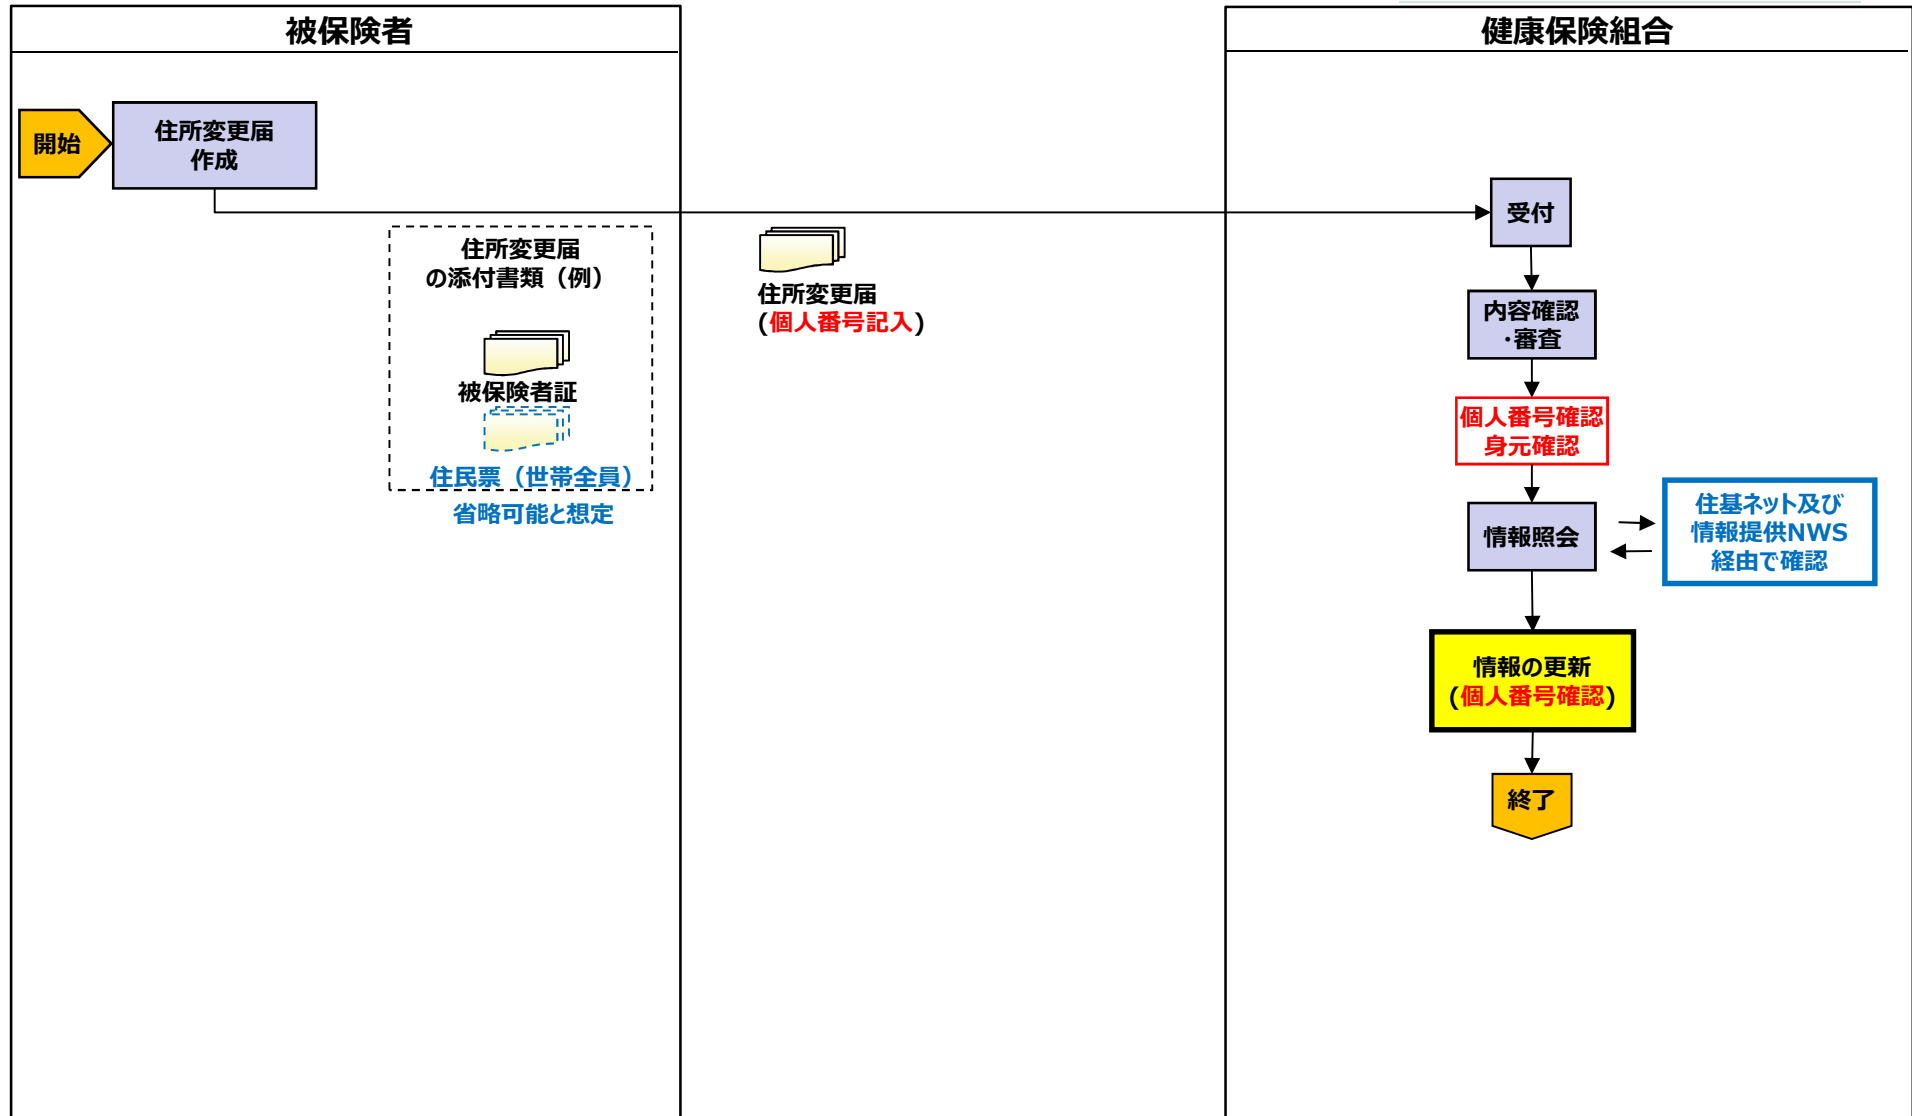 被保険者
健康保険組合
開始
住所変更届
作成
受付
住所変更届
の添付書類（例）
被保険者証
住民票（世帯全員）
省略可能と想定
住所変更届
(個人番号記入)
内容確認
・審査
個人番号確認
身元確認
情報照会
住基ネット及び
情報提供NWS
経由で確認
情報の更新
(個人番号確認)
終了